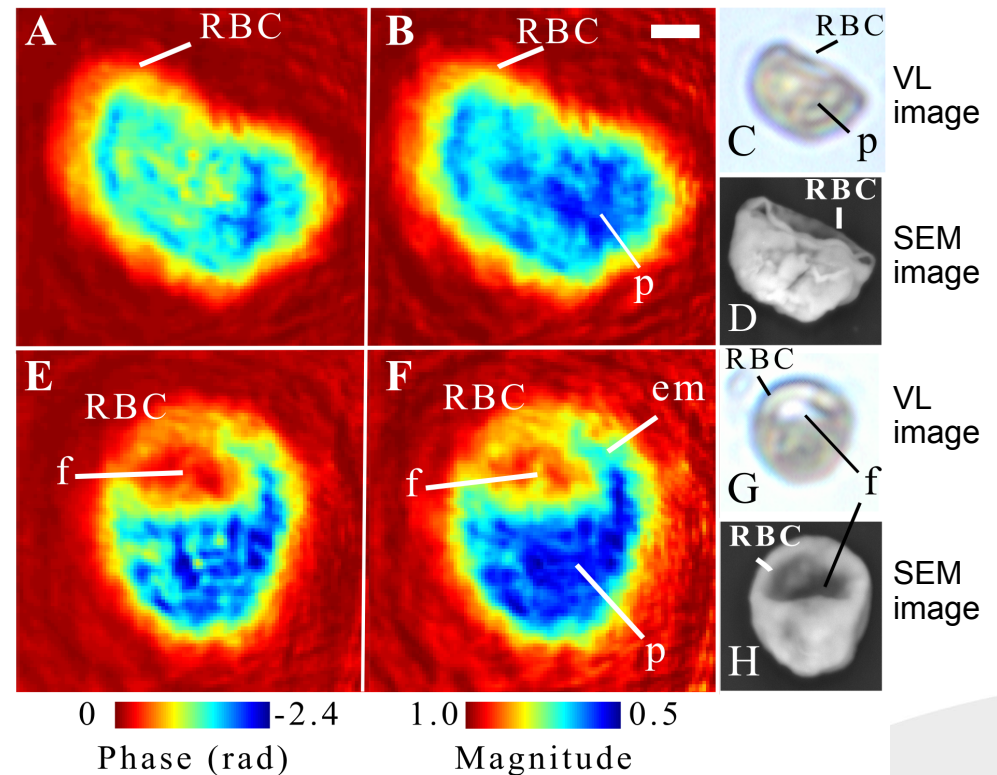 A
RBC
B
RBC
p
RBC
C
p
VL
image
RBC
D
SEM
image
E
RBC
f
F
RBC
em
f
p
RBC
G
f
VL
image
RBC
H
SEM
image
0 -2.4
Phase (rad)
1.0 0.5
Magnitude